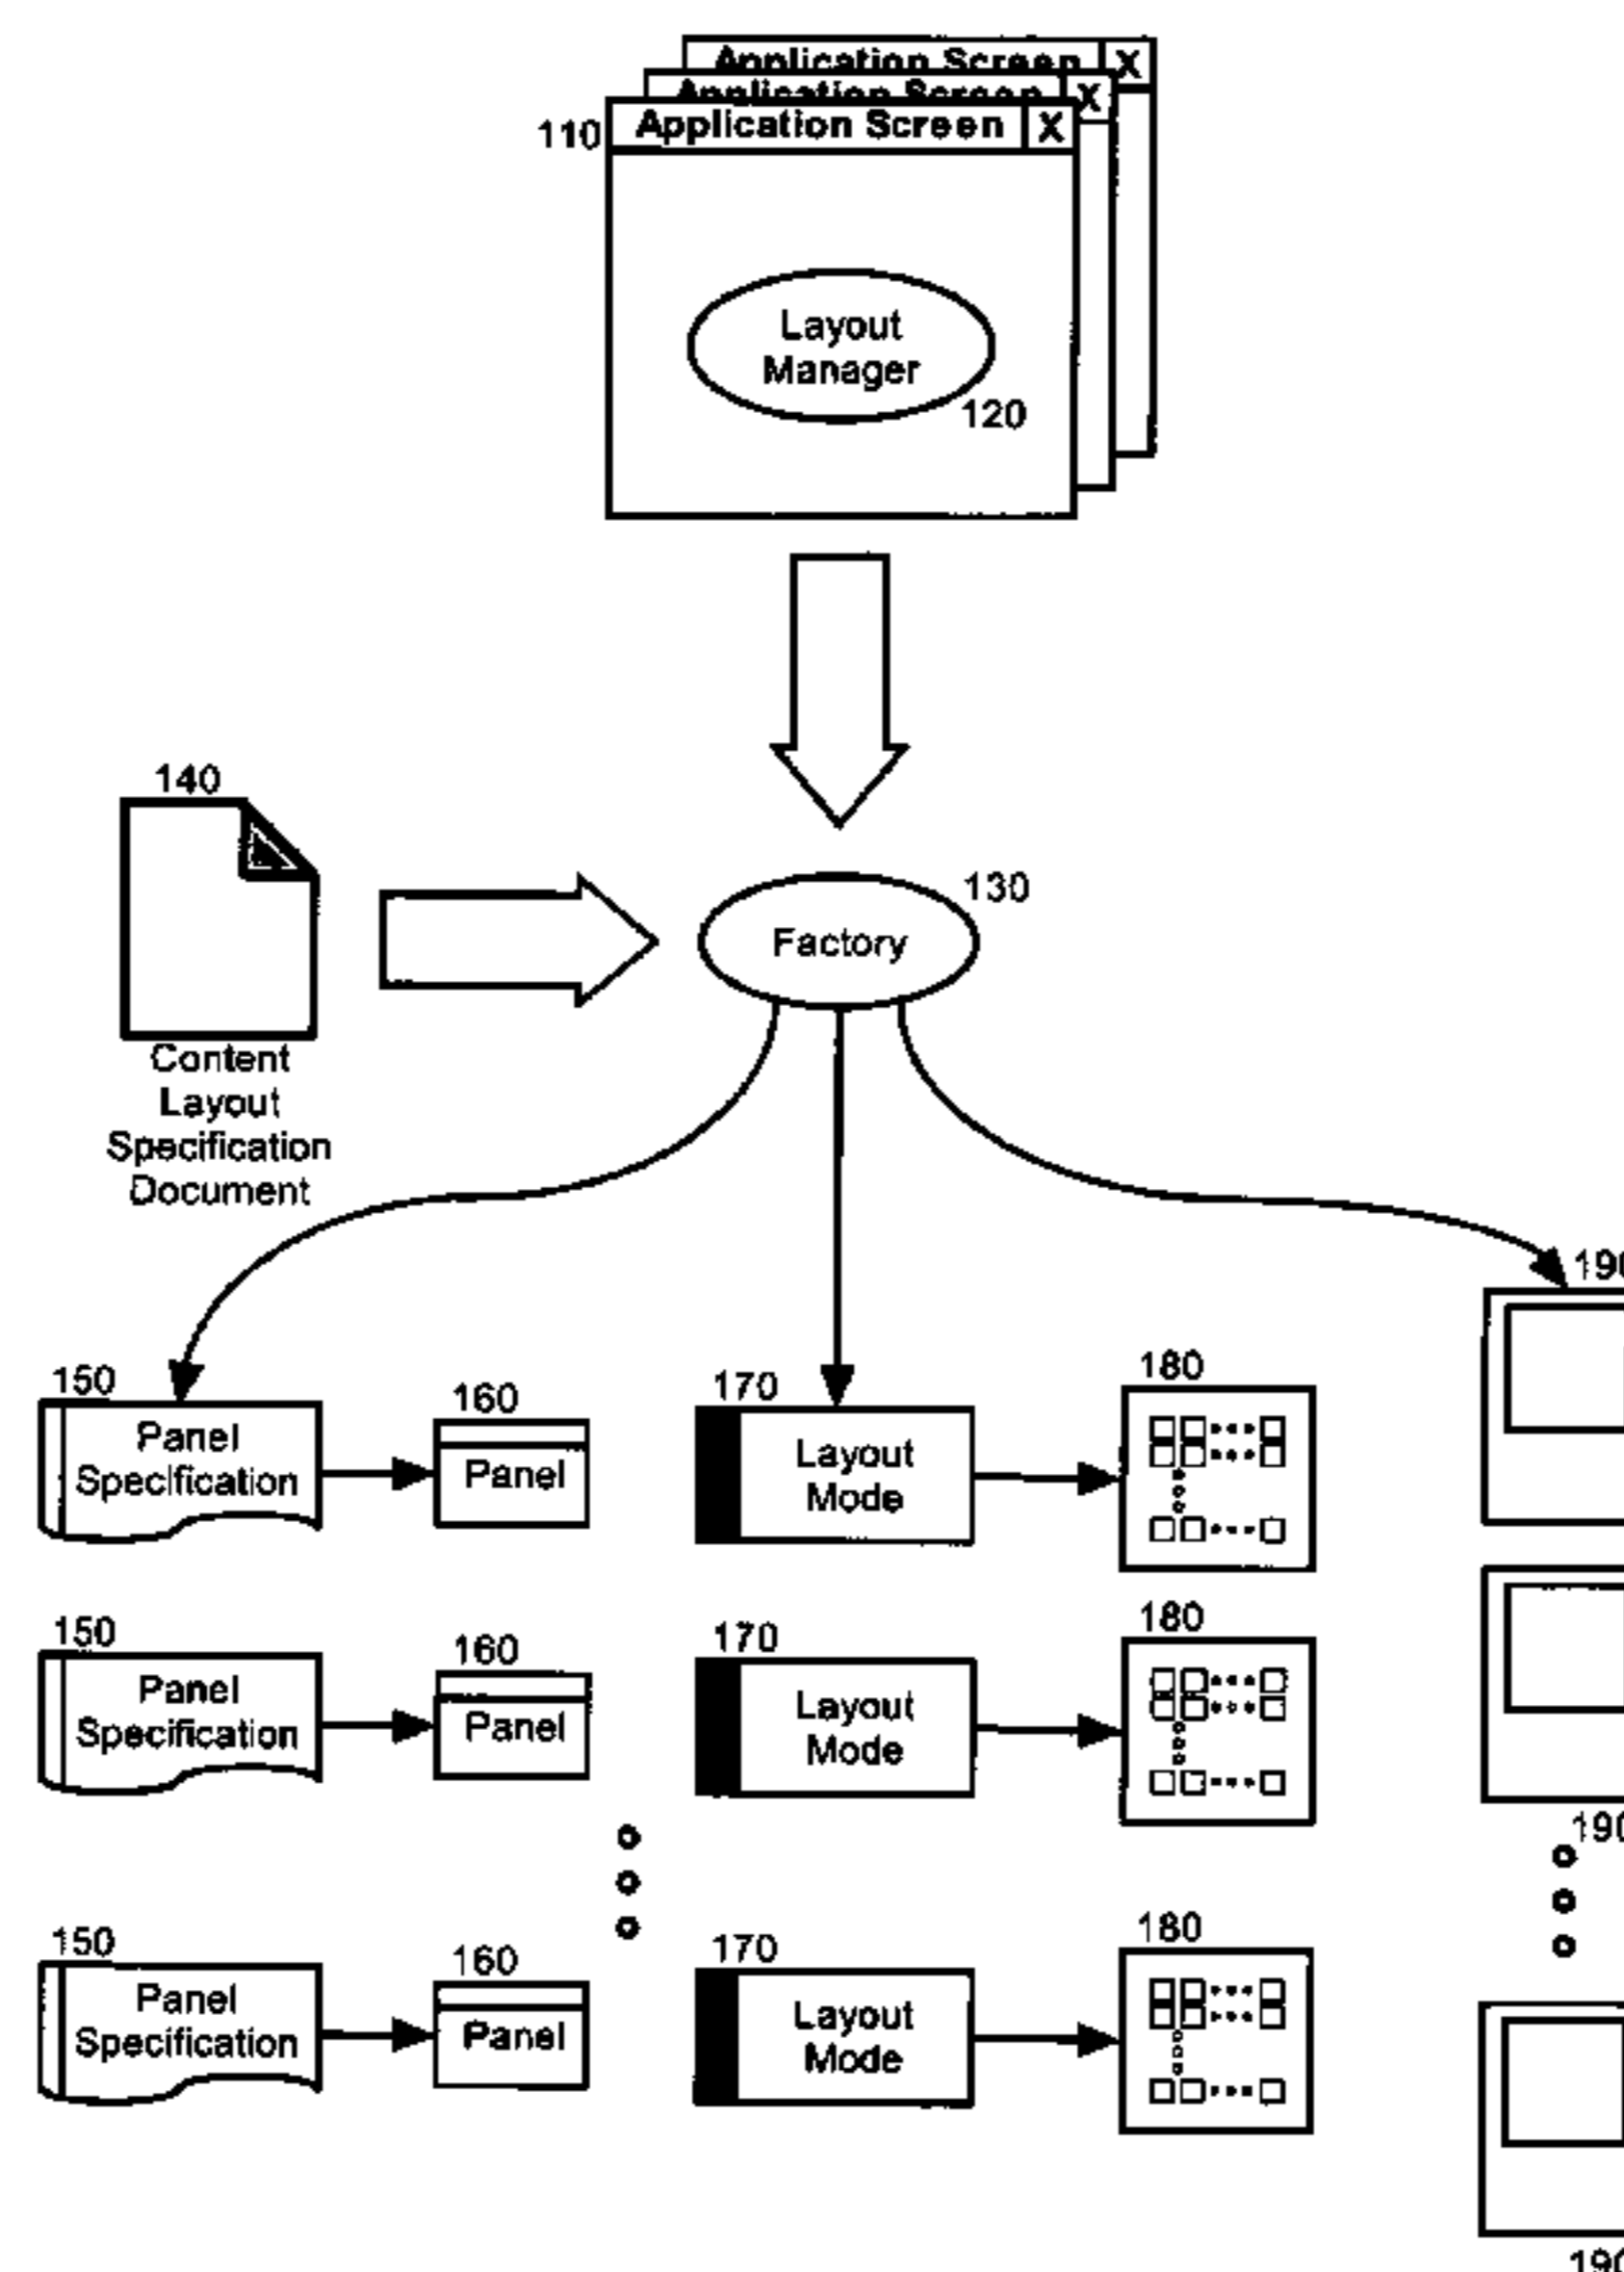 Application Screen X
Application Screen X
110 Application Screen X
Layout
Manager
120
140
130
Factory
Content
Layout
Specification
Document
150
Panel
Specification
160
Panel
170
Layout
Mode
180
150
Panel
Specification
160
Panel
170
Layout
Mode
180
150
Panel
Specification
160
Panel
170
Layout
Mode
180